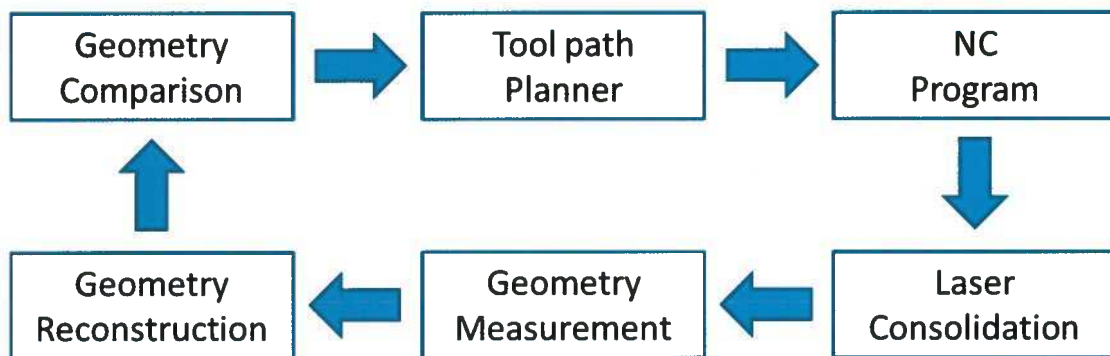 Geometry
Comparison
Tool path
Planner
NC
Program
Geometry
Reconstruction
Geometry
Measurement
Laser
Consolidation